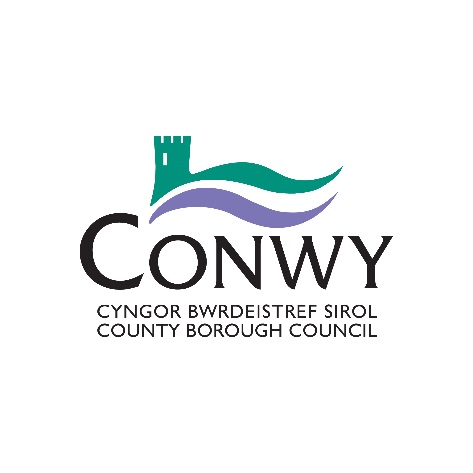 CONWY
CYNGOR BWRDEISTREF SIROL
COUNTY BOROUGH COUNCIL